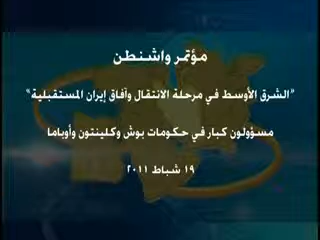 مؤتمر واشنطن
"الشرق الأوسط في مرحلة الانتقال وآفاق إيران المستقبلية"
مسؤولون كبار في حكومات بوش وكلينتون وأوباما
١٩ شباط ٢٠١١